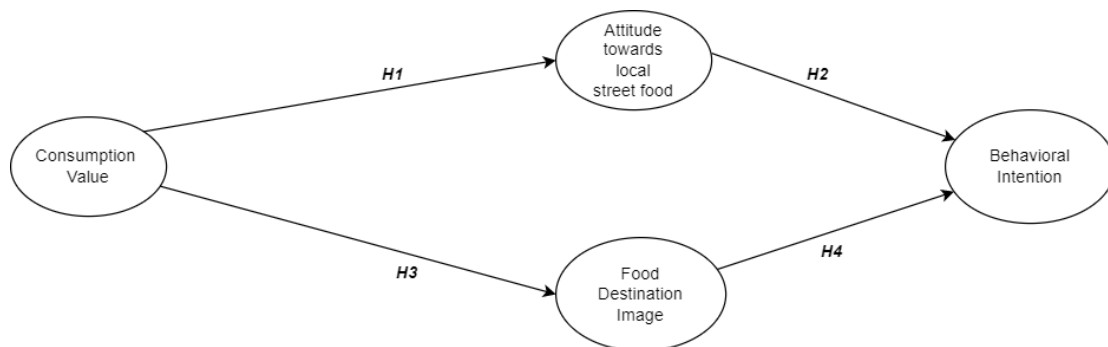 Attitude
towards
local
street food
H1
H2
Consumption
Value
Behavioral
Intention
H3
H4
Food
Destination
Image